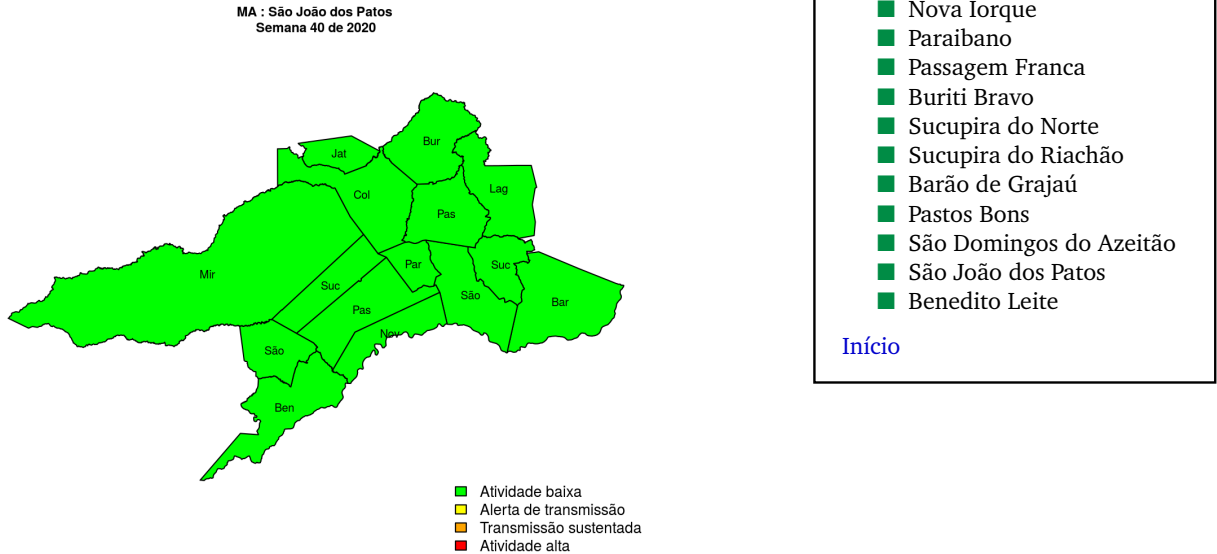 MA : São João dos Patos
Semana 40 de 2020
Bur
Jat
Lag
Col
Pas
Par
Suc
Mir
Suc
São
Bar
Pas
Nov
São
Ben
Atividade baixa
Alerta de transmissão
Transmissão sustentada
Atividade alta
Nova Iorque
Paraibano
Passagem Franca
Buriti Bravo
Sucupira do Norte
Sucupira do Riachão
Barão de Grajaú
Pastos Bons
São Domingos do Azeitão
São João dos Patos
Benedito Leite
Início